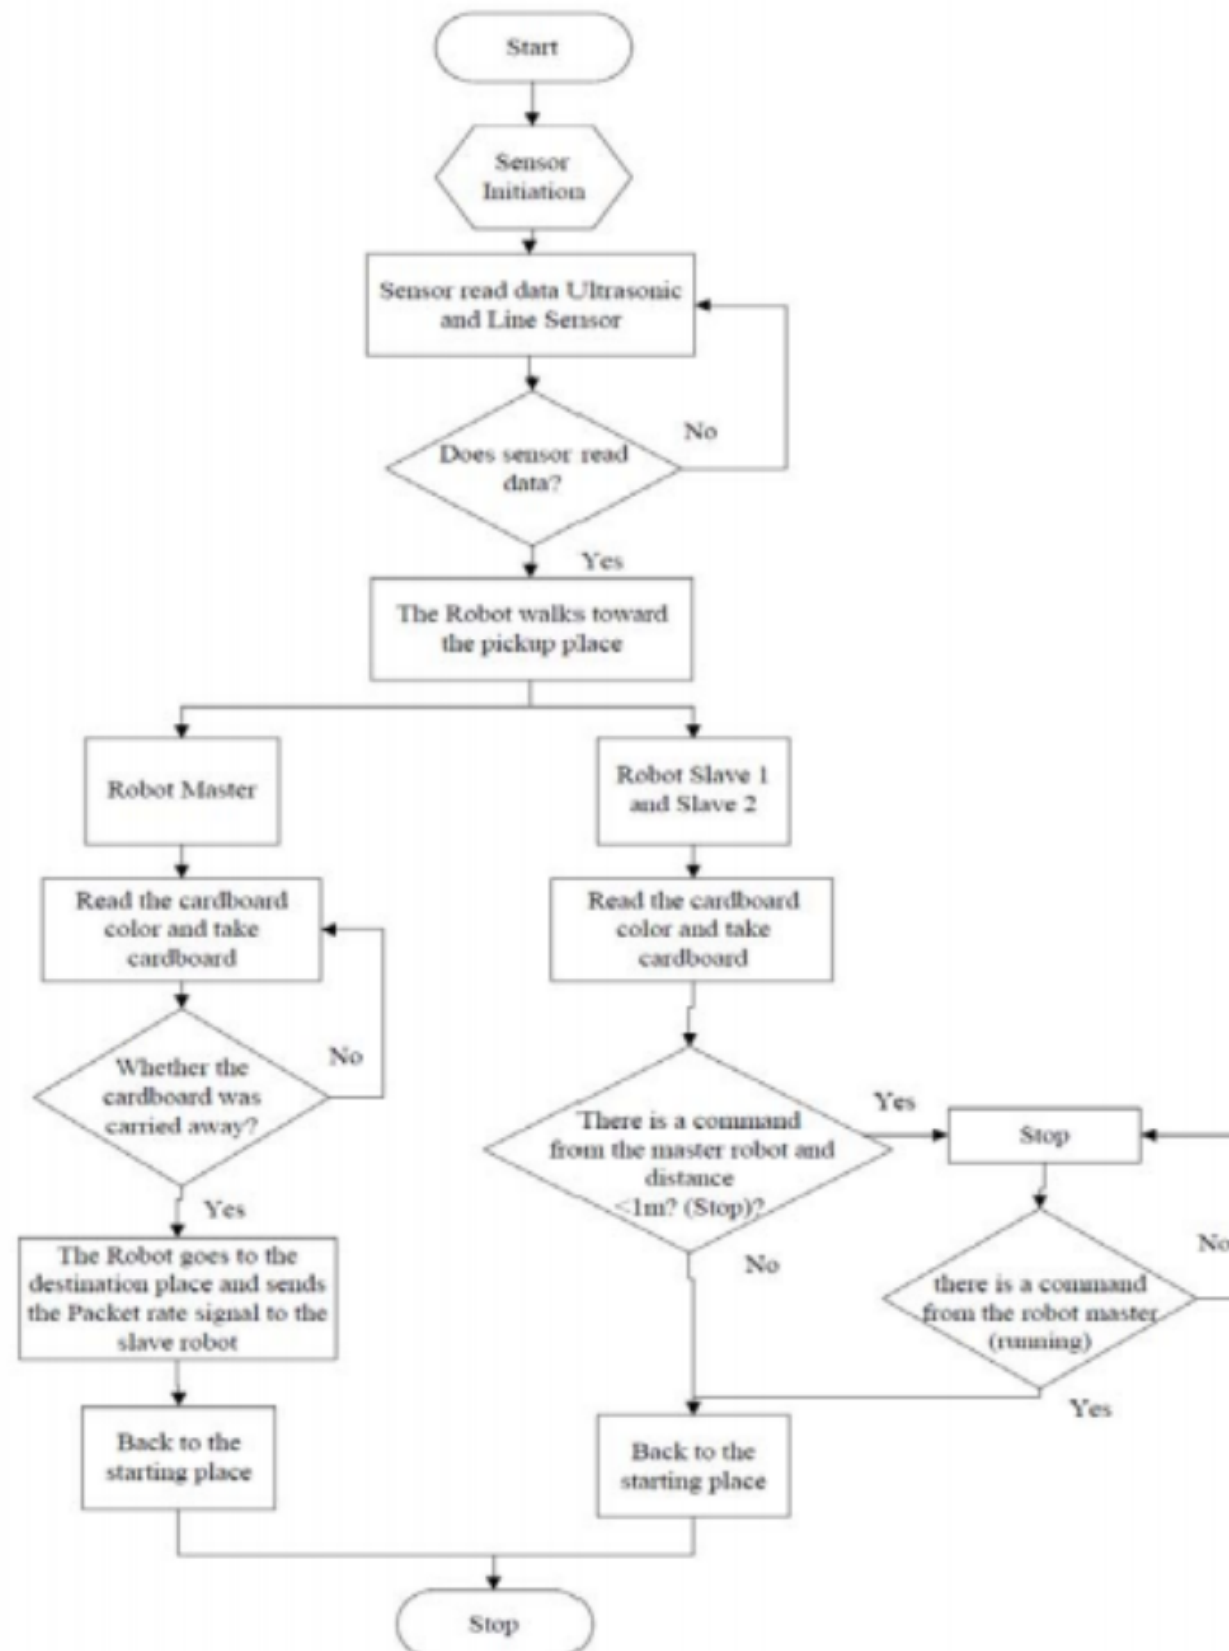 Start
Sensor
Initiation
Sensor read data Ultrasonic
and Line Sensor
No
Does sensor read
data?
Yes
The Robot walks toward
the pickup place
Robot Master
Robot Slave 1
and Slave 2
Read the cardboard
color and take
cardboard
Read the cardboard
color and take
cardboard
No
Whether the
cardboard was
carried away?
Yes
There is a command
from the master robot and
distance
<1m? (Stop)?
Yes
Stop
No
No
there is a command
from the robot master
(running)
Yes
The Robot goes to the
destination place and sends
the Packet rate signal to the
slave robot
Back to the
starting place
Back to the
starting place
Stop